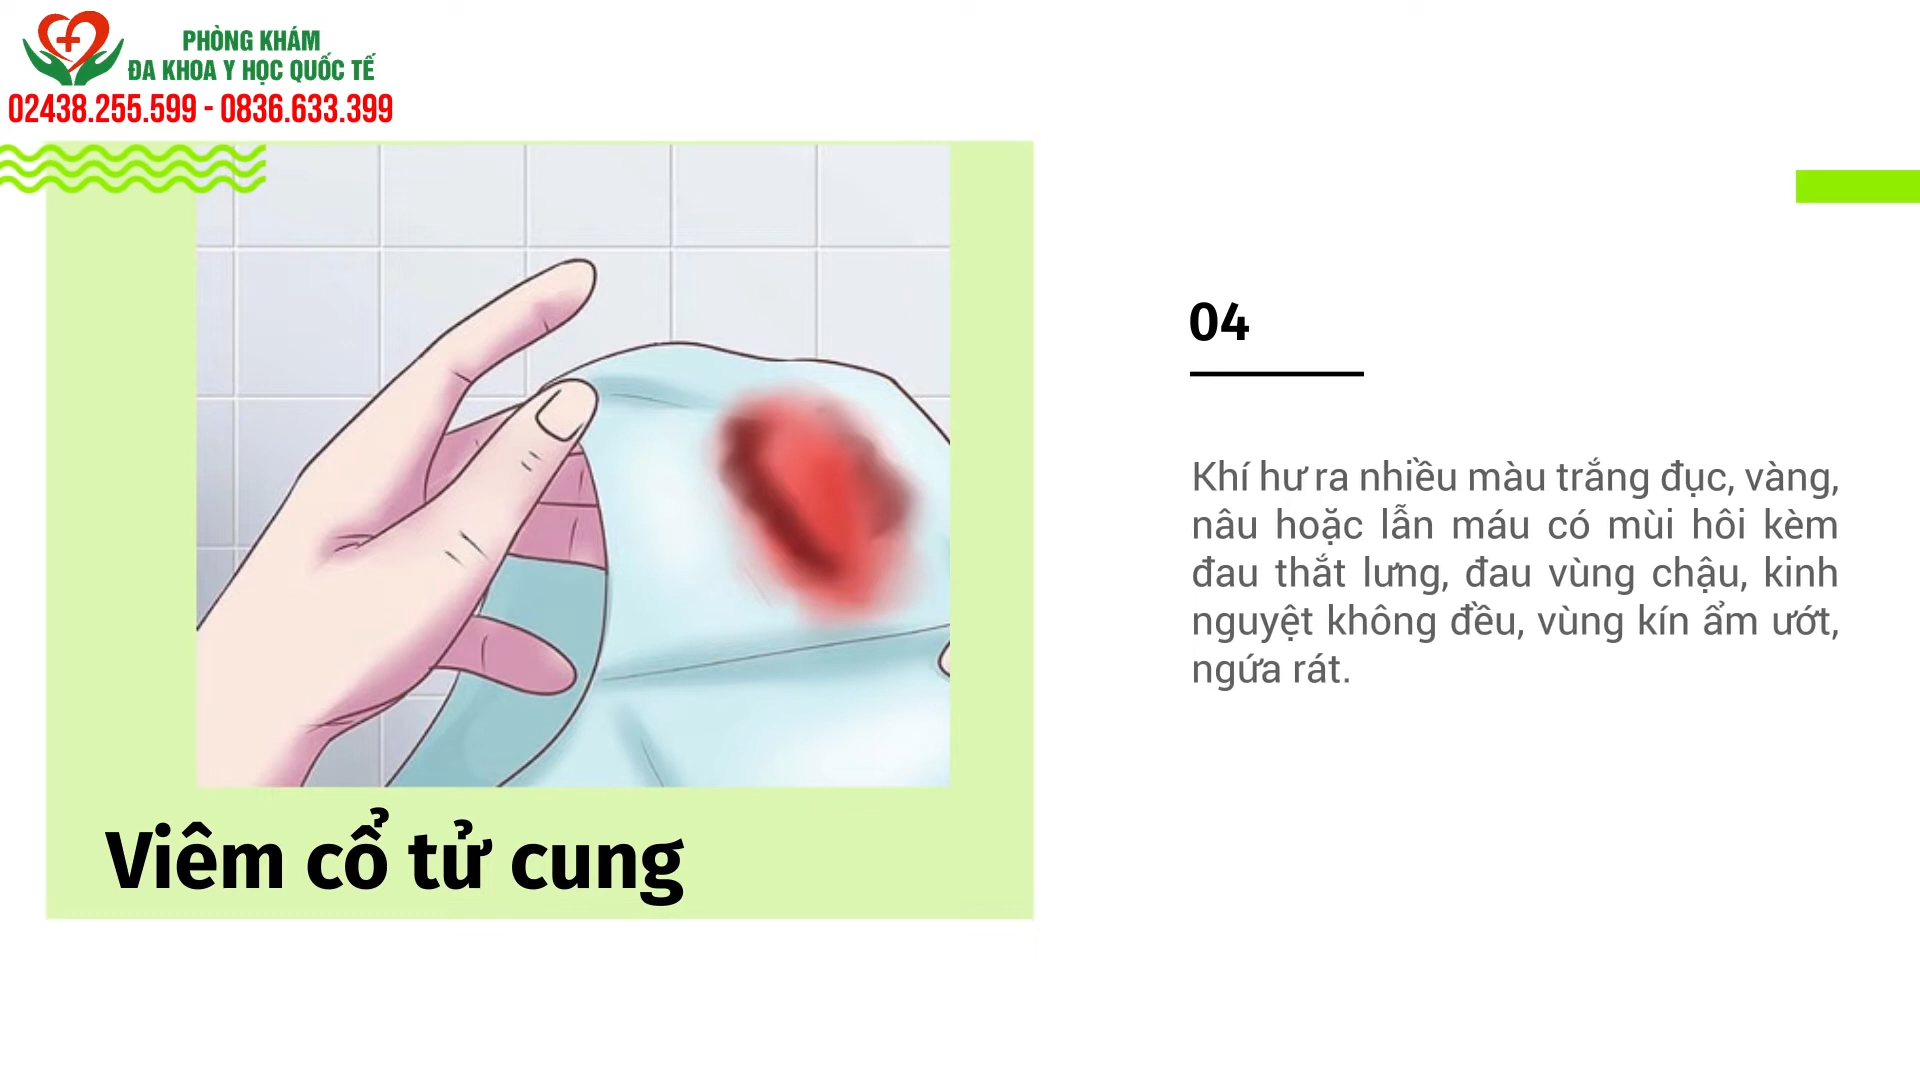 PHÒNG KHÁM
ĐA KHOA Y HỌC QUỐC TẾ
02438.255.599 - 0836.633.399
Viêm cổ tử cung
04
Khí hư ra nhiều màu trắng đục, vàng,
nâu hoặc lẫn máu có mùi hôi kèm
đau thắt lưng, đau vùng chậu, kinh
nguyệt không đều, vùng kín ẩm ướt,
ngứa rát.